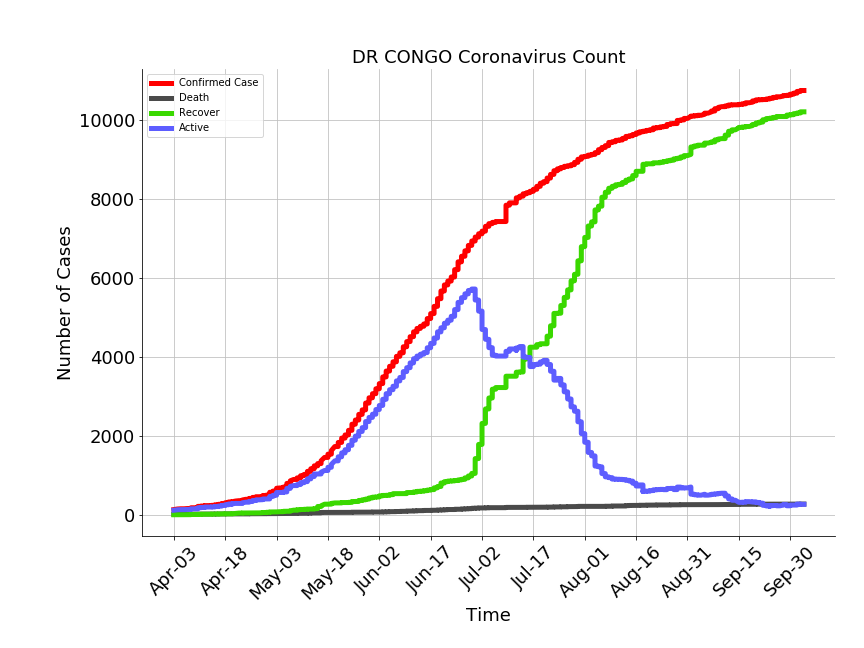 DR CONGO Coronavirus Count
Confirmed Case
Death
Recover
Active
10000
8000
6000
4000
2000
0
Number of Cases
Apr-03
Apr-18
May-03
May-18
Jun-02
Jun-17
Jul-02
Jul-17
Aug-01
Aug-16
Aug-31
Sep-15
Sep-30
Time